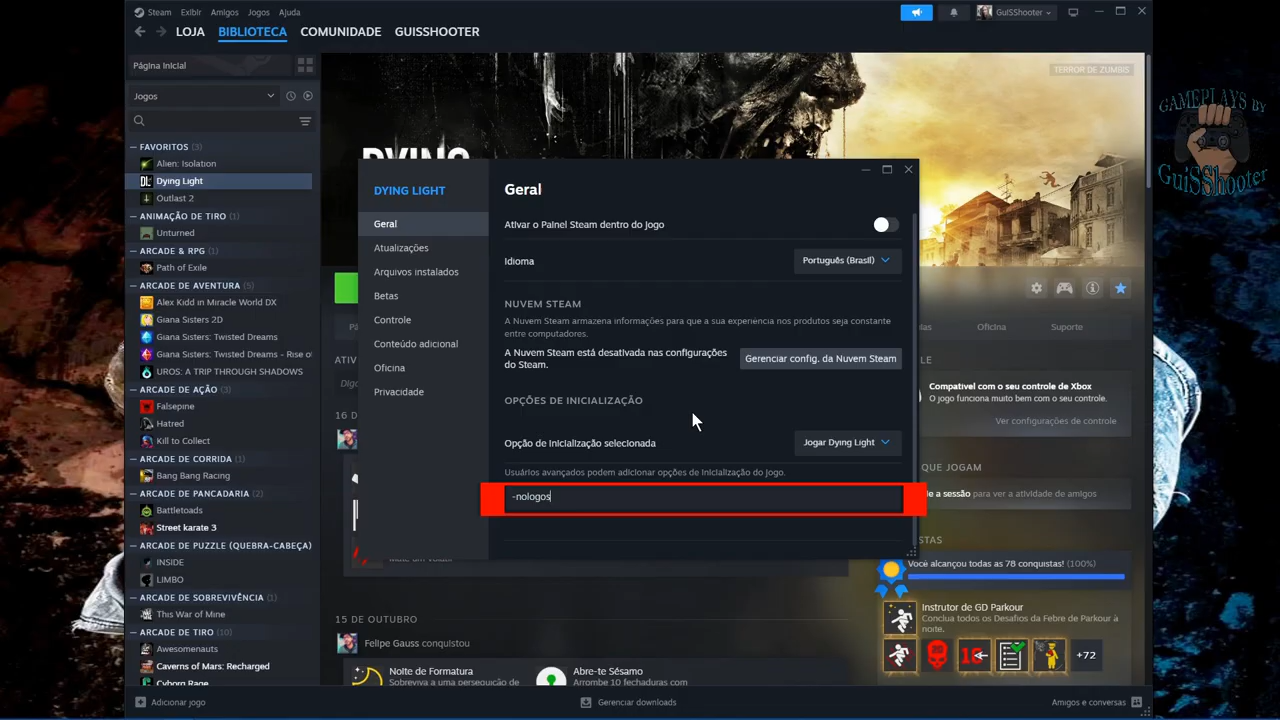 Steam Exibir Amigos Jogos Ajuda
GuiSShooter
LOJA BIBLIOTECA COMUNIDADE GUISSHOOTER
Página Inicial
TERROR DE ZUMBIS
GAMEPLAYS BY
GuiSShooter
Jogos
— FAVORITOS (3)
Alien: Isolation
Dying Light
Outlast 2
— ANIMAÇÃO DE TIRO (1)
Unturned
— ARCADE & RPG (1)
Path of Exile
— ARCADE DE AVENTURA (5)
Alex Kidd in Miracle World DX
Giana Sisters 2D
Giana Sisters: Twisted Dreams
Giana Sisters: Twisted Dreams - Rise of
UROS: A TRIP THROUGH SHADOWS
— ARCADE DE AÇÃO (3)
Falsepine
Hatred
Kill to Collect
— ARCADE DE CORRIDA (1)
Bang Bang Racing
— ARCADE DE PANCADARIA (2)
Battletoads
Street karate 3
— ARCADE DE PUZZLE (QUEBRA-CABEÇA)
INSIDE
LIMBO
— ARCADE DE SOBREVIVÊNCIA (1)
This War of Mine
— ARCADE DE TIRO (10)
Awesomenauts
Caverns of Mars: Recharged
Cyborg Rage
Adicionar jogo
DYING
DYING LIGHT
Geral
Atualizações
Arquivos instalados
Betas
Controle
Conteúdo adicional
Oficina
Privacidade
Geral
Ativar o Painel Steam dentro do jogo
Idioma Português (Brasil)
NUVEM STEAM
A Nuvem Steam armazena informações para que a sua experiência nos produtos seja constante
entre computadores.
A Nuvem Steam está desativada nas configurações
do Steam.
Gerenciar config. da Nuvem Steam
OPÇÕES DE INICIALIZAÇÃO
Opção de inicialização selecionada Jogar Dying Light
Usuários avançados podem adicionar opções de inicialização do jogo.
-nologos
Oficina Suporte
Compatível com o seu controle de Xbox
O jogo funciona muito bem com o seu controle.
Ver configurações de controle
QUE JOGAM
a sessão para ver a atividade de amigos
Você alcançou todas as 78 conquistas! (100%)
Instrutor de GD Parkour
Conclua todos os Desafios da Febre de Parkour à
noite.
+72
15 DE OUTUBRO
Felipe Gauss conquistou
Noite de Formatura
Sobreviva a uma perseguição de
Abre-te Sésamo
Arrombe 10 fechaduras com
Gerenciar downloads
Amigos e conversas